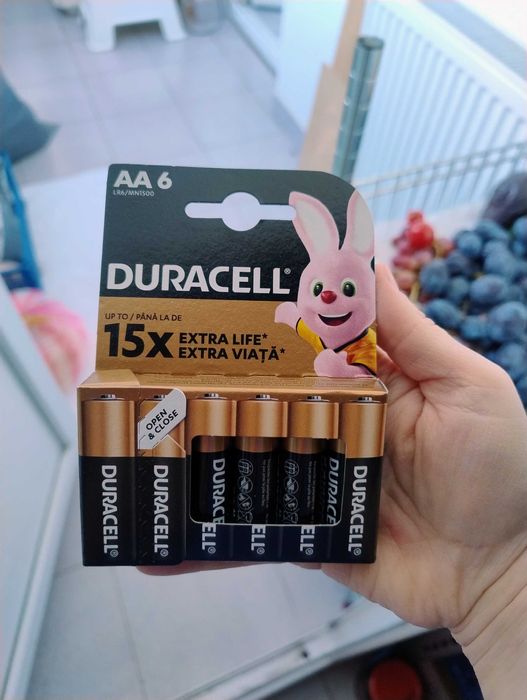 AA 6
LR6/MN1500
DURACELL®
UP TO / PÂNĂ LA DE
15X EXTRA LIFE*
EXTRA VIAȚĂ*
OPEN
& CLOSE
DURACELL®
DURACELL®
DURACELL
DURACELL
DURACELL
DURACE
DURACELL®